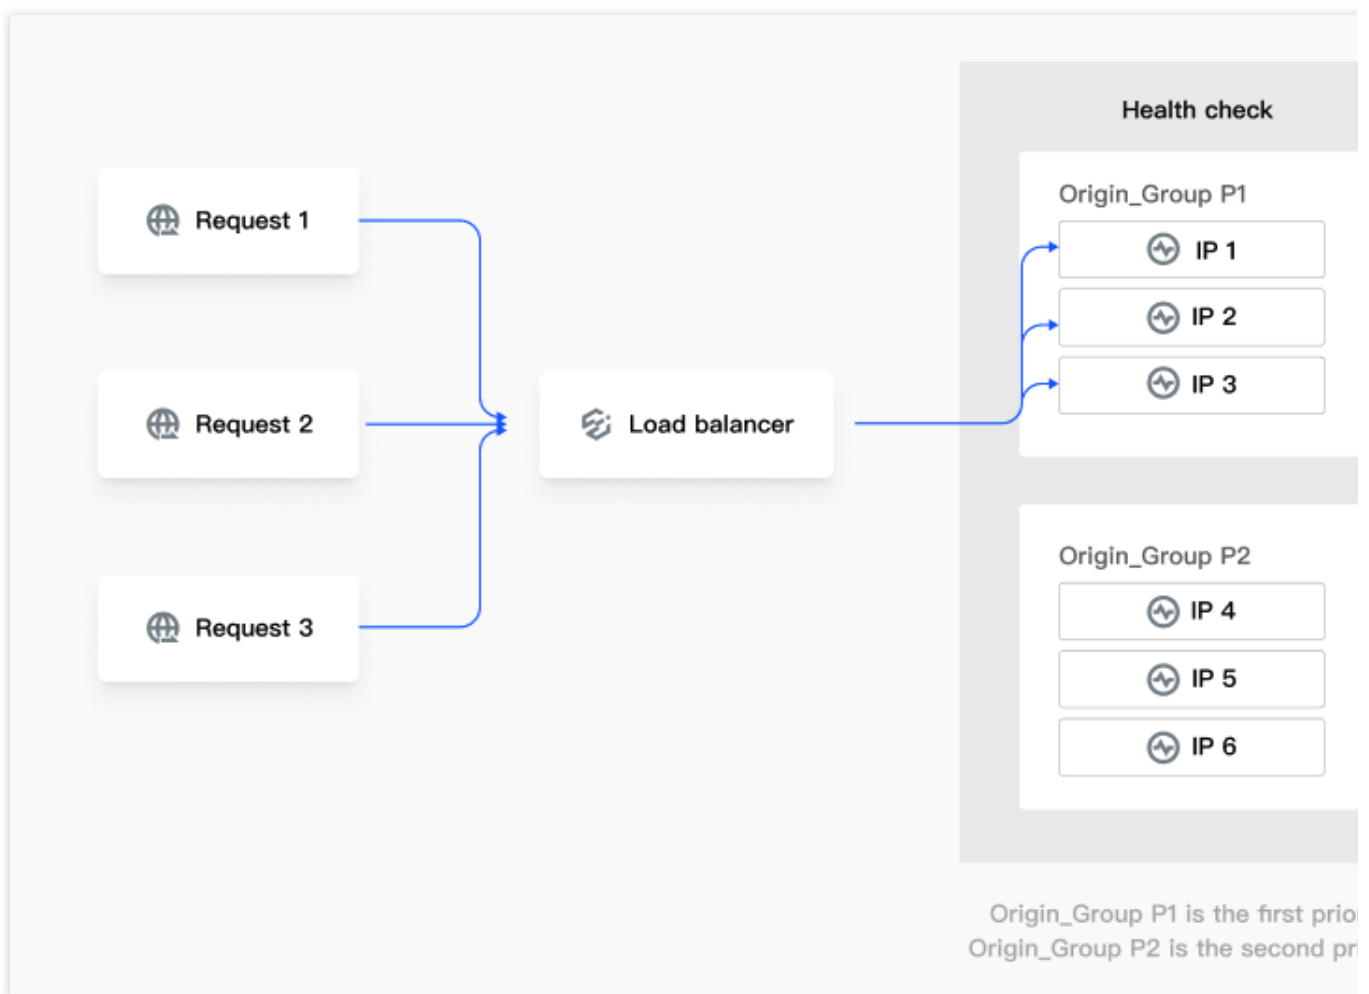 Health check
Origin_Group P1
Request 1
IP 1
IP 2
IP 3
Request 2
Load balancer
Origin_Group P2
IP 4
Request 3
IP 5
IP 6
Origin_Group P1 is the first
Origin_Group P2 is the second